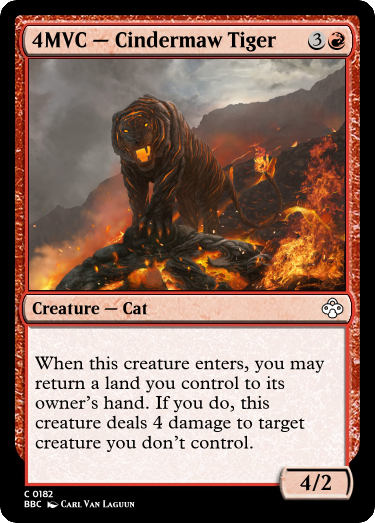 4MVC — Cindermaw Tiger 3
Creature — Cat
When this creature enters, you may
return a land you control to its
owner's hand. If you do, this
creature deals 4 damage to target
creature you don't control.
4/2
C 0182
BBC Carl Van Laguun